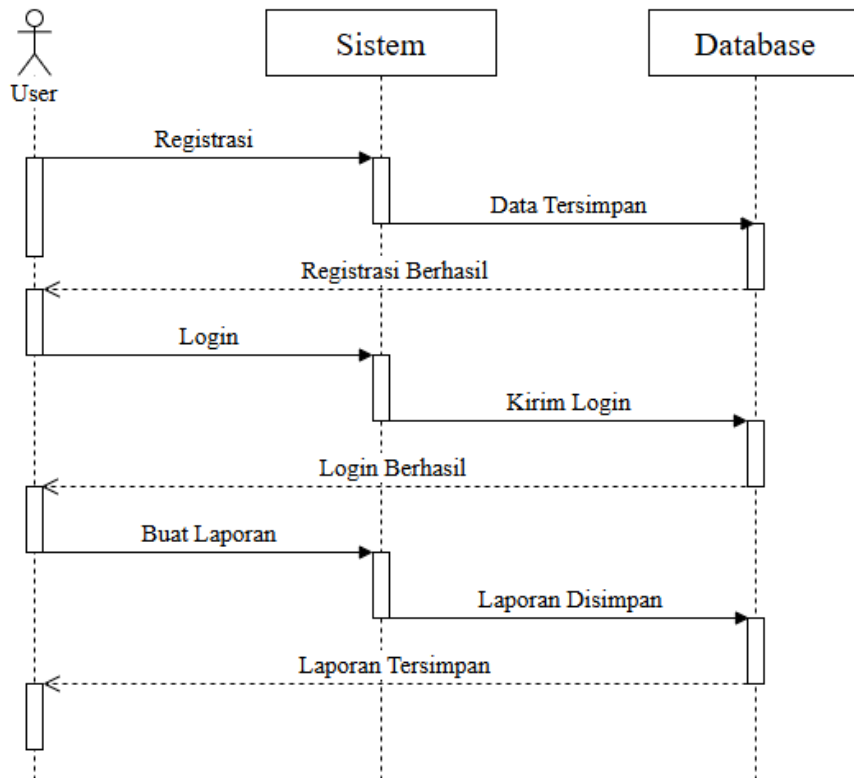 User
Sistem
Database
Registrasi
Data Tersimpan
Registrasi Berhasil
Login
Kirim Login
Login Berhasil
Buat Laporan
Laporan Disimpan
Laporan Tersimpan